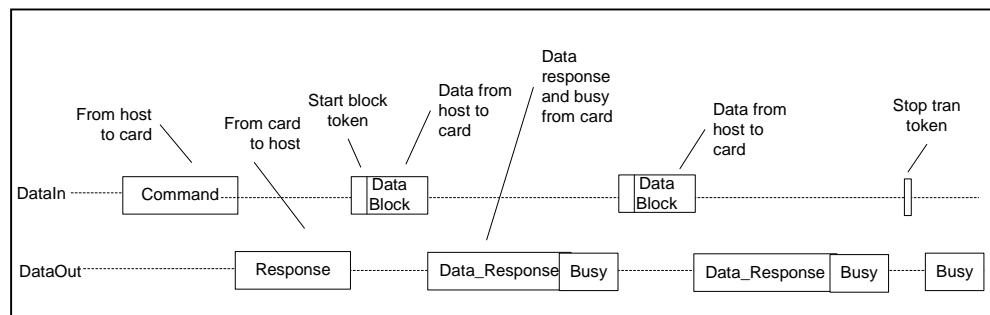 From host
to card
From card
to host
Start block
token
Data from
host to
card
Data
response
and busy
from card
Data from
host to
card
Stop tran
token
DataIn
Command
Data
Block
Data
Block
DataOut
Response
Data_Response
Busy
Data_Response
Busy
Busy